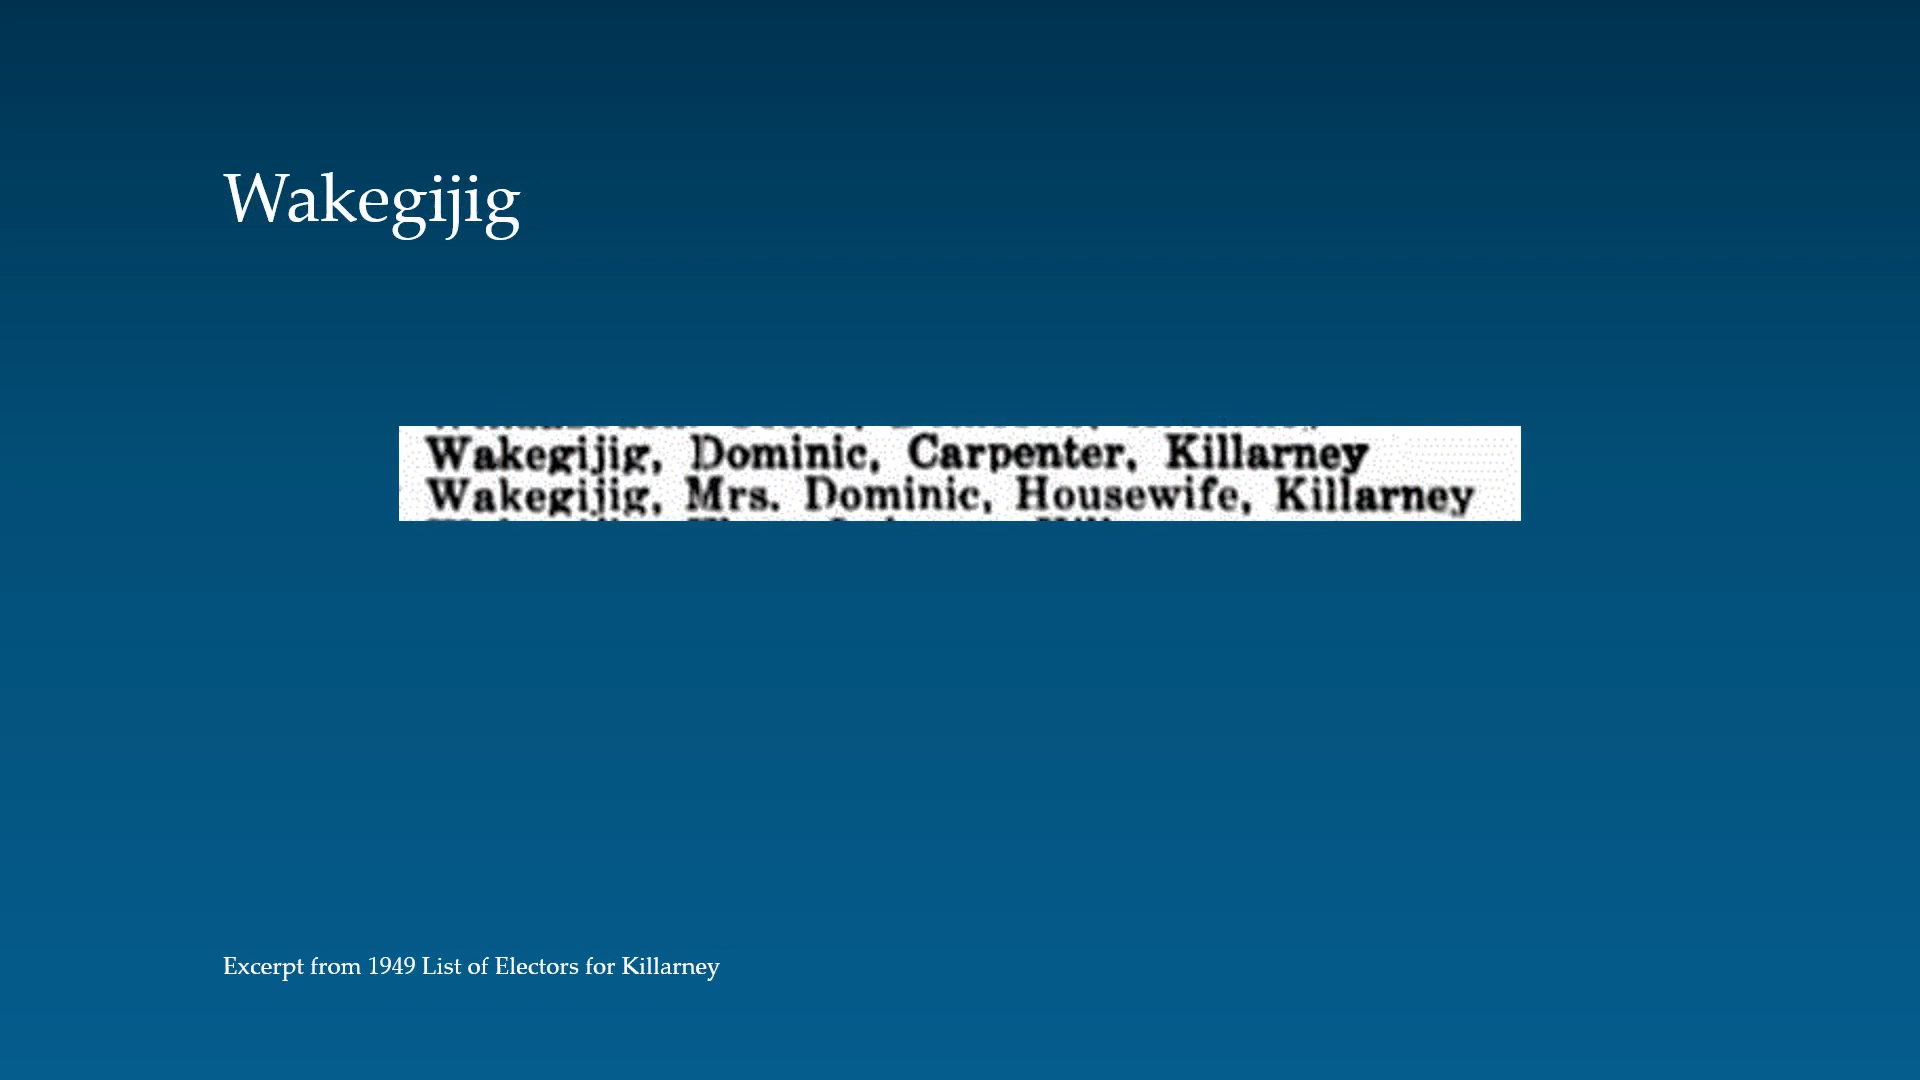 Wakegijig
Wakegijig, Dominic, Carpenter, Killarney
Wakegijig, Mrs. Dominic, Housewife, Killarney
Excerpt from 1949 List of Electors for Killarney